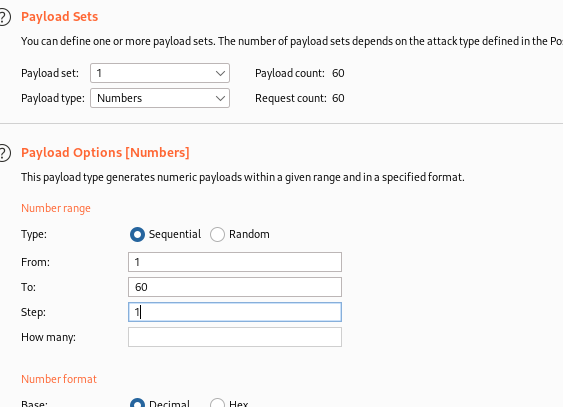 Payload Sets
You can define one or more payload sets. The number of payload sets depends on the attack type defined in the Po
Payload set: 1 Payload count: 60
Payload type: Numbers Request count: 60
Payload Options [Numbers]
This payload type generates numeric payloads within a given range and in a specified format.
Number range
Type: Sequential Random
From: 1
To: 60
Step: 1
How many:
Number format
Base: Decimal Hex